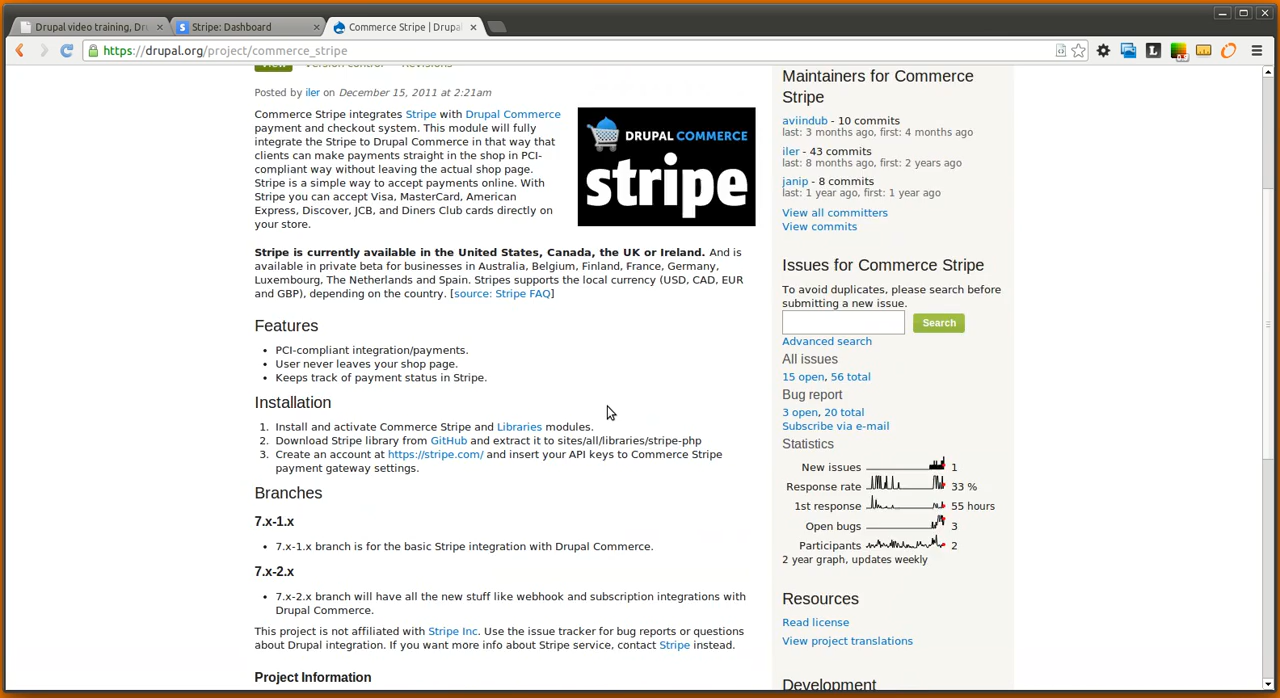 Drupal video training, Dr
Stripe: Dashboard
Commerce Stripe | Drupal
https://drupal.org/project/commerce_stripe
View
Version control
Revisions
Posted by iler on December 15, 2011 at 2:21am
Commerce Stripe integrates Stripe with Drupal Commerce
payment and checkout system. This module will fully
integrate the Stripe to Drupal Commerce in that way that
clients can make payments straight in the shop in PCI-
compliant way without leaving the actual shop page.
Stripe is a simple way to accept payments online. With
Stripe you can accept Visa, MasterCard, American
Express, Discover, JCB, and Diners Club cards directly on
your store.
DRUPAL COMMERCE
stripe
Stripe is currently available in the United States, Canada, the UK or Ireland. And is
available in private beta for businesses in Australia, Belgium, Finland, France, Germany,
Luxembourg, The Netherlands and Spain. Stripes supports the local currency (USD, CAD, EUR
and GBP), depending on the country. [source: Stripe FAQ]
Features
• PCI-compliant integration/payments.
• User never leaves your shop page.
• Keeps track of payment status in Stripe.
Installation
1. Install and activate Commerce Stripe and Libraries modules.
2. Download Stripe library from GitHub and extract it to sites/all/libraries/stripe-php
3. Create an account at https://stripe.com/ and insert your API keys to Commerce Stripe
payment gateway settings.
Branches
7.x-1.x
• 7.x-1.x branch is for the basic Stripe integration with Drupal Commerce.
7.x-2.x
• 7.x-2.x branch will have all the new stuff like webhook and subscription integrations with
Drupal Commerce.
This project is not affiliated with Stripe Inc. Use the issue tracker for bug reports or questions
about Drupal integration. If you want more info about Stripe service, contact Stripe instead.
Project Information
Maintainers for Commerce
Stripe
aviindub - 10 commits
last: 3 months ago, first: 4 months ago
iler - 43 commits
last: 8 months ago, first: 2 years ago
janip - 8 commits
last: 1 year ago, first: 1 year ago
View all committers
View commits
Issues for Commerce Stripe
To avoid duplicates, please search before
submitting a new issue.
Search
Advanced search
All issues
15 open, 56 total
Bug report
3 open, 20 total
Subscribe via e-mail
Statistics
New issues 1
Response rate 33 %
1st response 55 hours
Open bugs 3
Participants 2
2 year graph, updates weekly
Resources
Read license
View project translations
Development